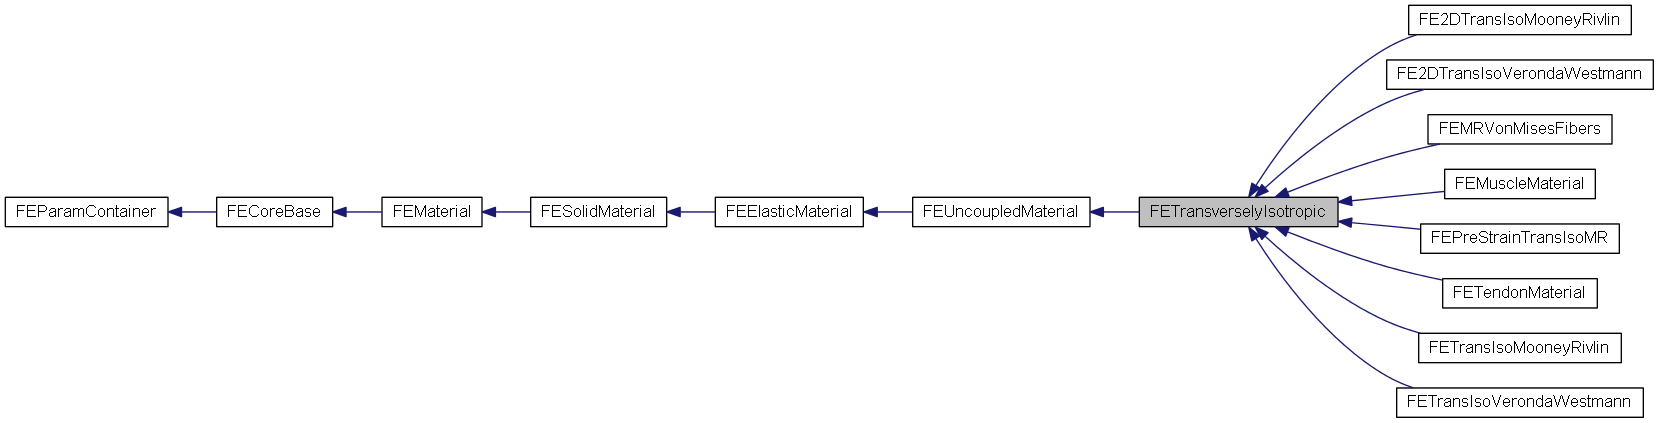 FE2DTransIsoMooneyRivlin
FE2DTransIsoVerondaWestmann
FEMRVonMisesFibers
FEMuscleMaterial
FEParamContainer
FECoreBase
FEMaterial
FESolidMaterial
FEElasticMaterial
FEUncoupledMaterial
FETransverselyIsotropic
FEPreStrainTransIsoMR
FETendonMaterial
FETransIsoMooneyRivlin
FETransIsoVerondaWestmann